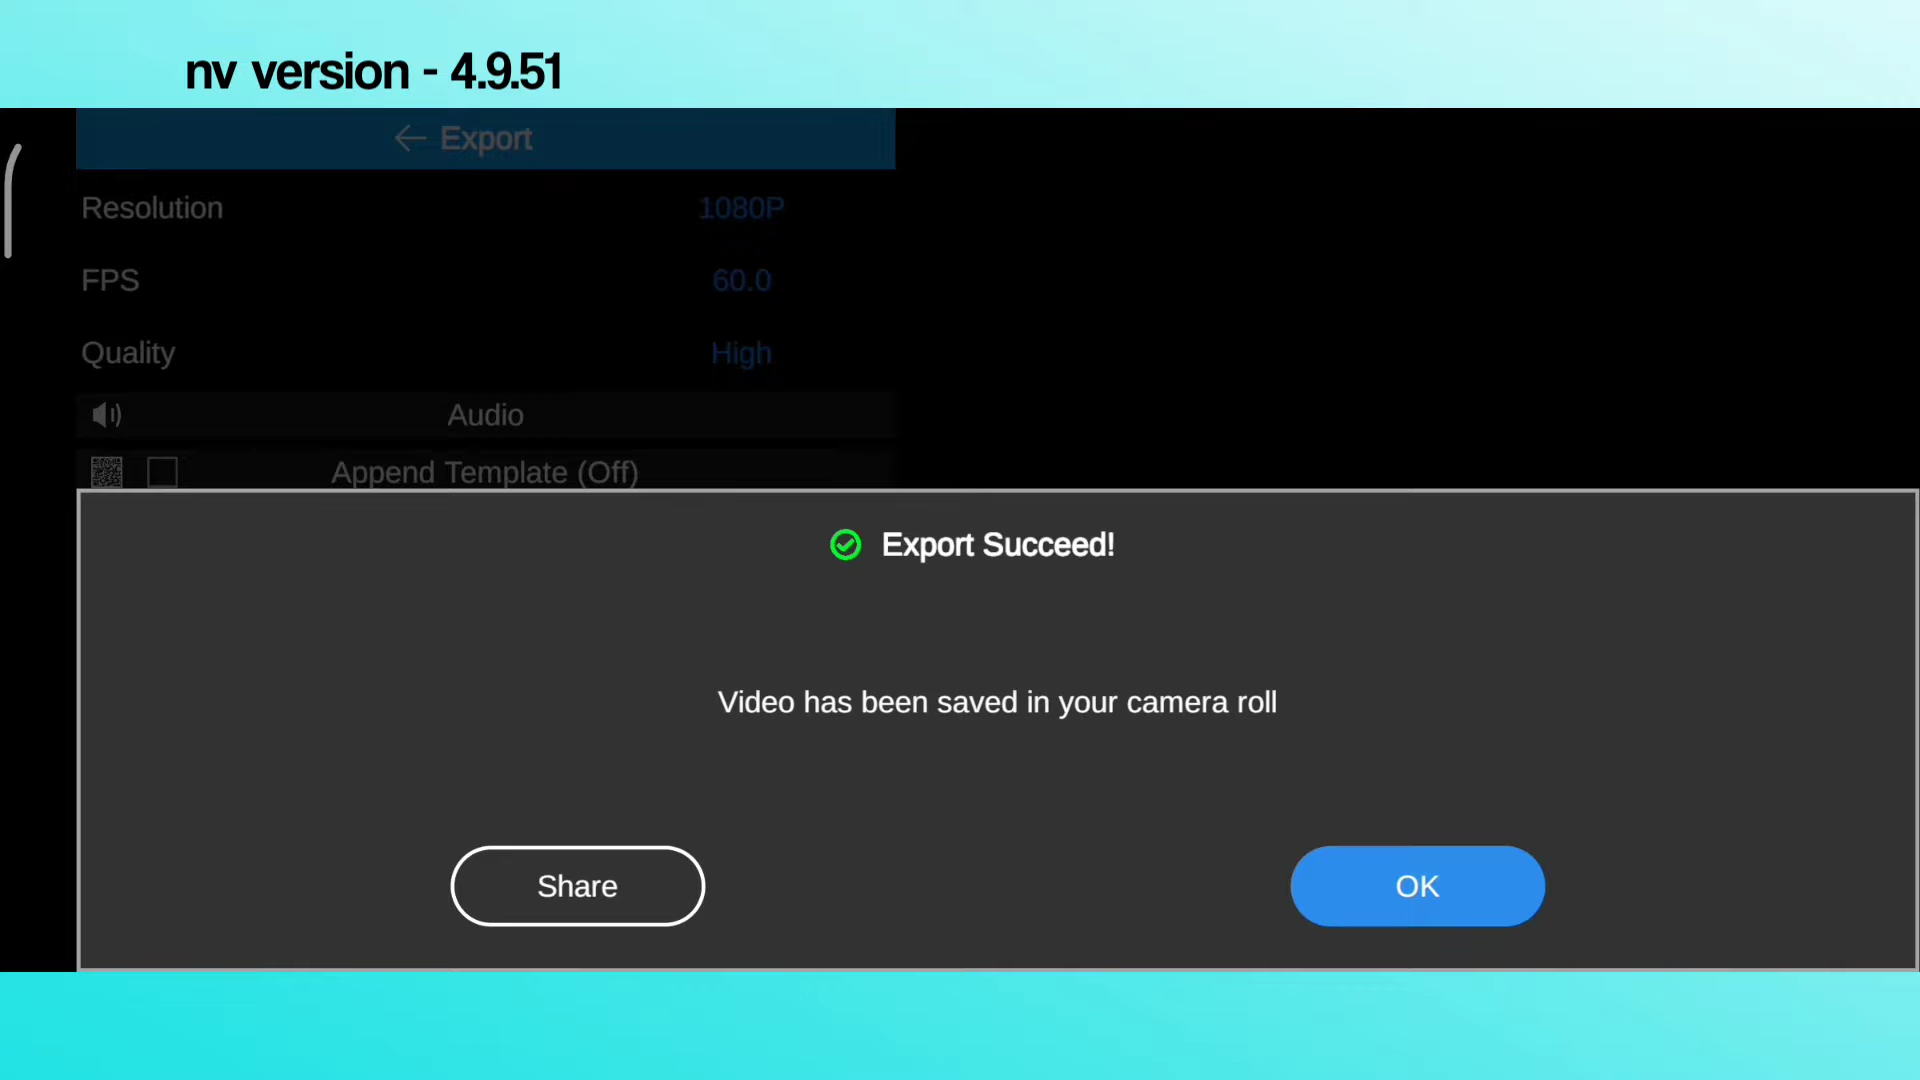 nv version - 4.9.51
Export
Resolution 1080P
FPS 60.0
Quality High
Audio
Append Template (Off)
Export Succeed!
Video has been saved in your camera roll
Share OK